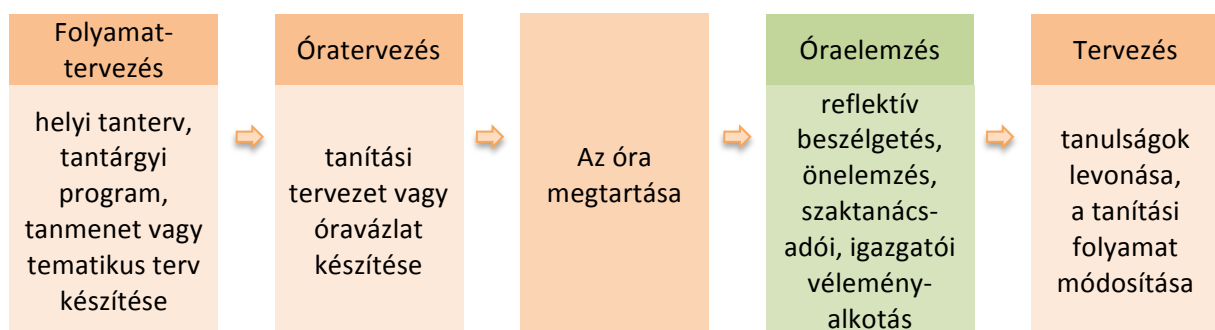 Folyamat-
tervezés
helyi tanterv,
tantárgyi
program,
tanmenet vagy
tematikus terv
készítése
Óratervezés
tanítási
tervezet vagy
óravázlat
készítése
Az óra
megtartása
Óraelemzés
reflektív
beszélgetés,
önelemzés,
szaktanács-
adói, igazgatói
vélemény-
alkotás
Tervezés
tanulságok
levonása,
a tanítási
folyamat
módosítása